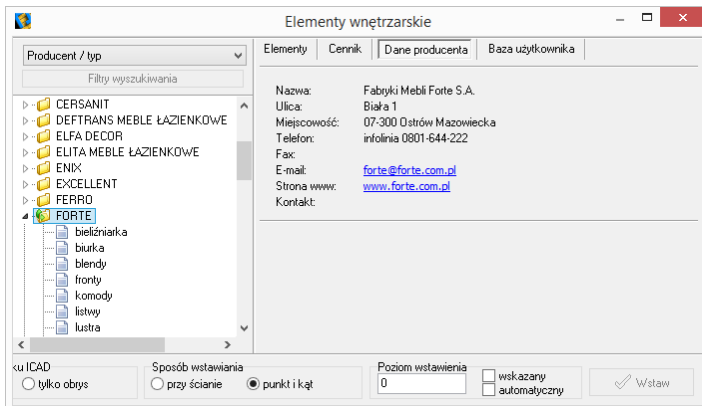 Elementy wnętrzarskie
Producent / typ
Filtry wyszukiwania
CERSANIT
DEFTRANS MEBLE ŁAZIENKOWE
ELFA DECOR
ELITA MEBLE ŁAZIENKOWE
ENIX
EXCELLENT
FERRO
FORTE
bieliźniarka
biurka
blendy
fronty
komody
listwy
lustra
Elementy Cennik Dane producenta Baza użytkownika
Nazwa: Fabryki Mebli Forte S.A.
Ulica: Biała 1
Miejscowość: 07-300 Ostrów Mazowiecka
Telefon: infolinia 0801-644-222
Fax:
E-mail: forte@forte.com.pl
Strona www: www.forte.com.pl
Kontakt:
ku ICAD
tylko obrys
Sposób wstawiania
przy ścianie punkt i kąt
Poziom wstawienia
0
wskazany
automatyczny
Wstaw